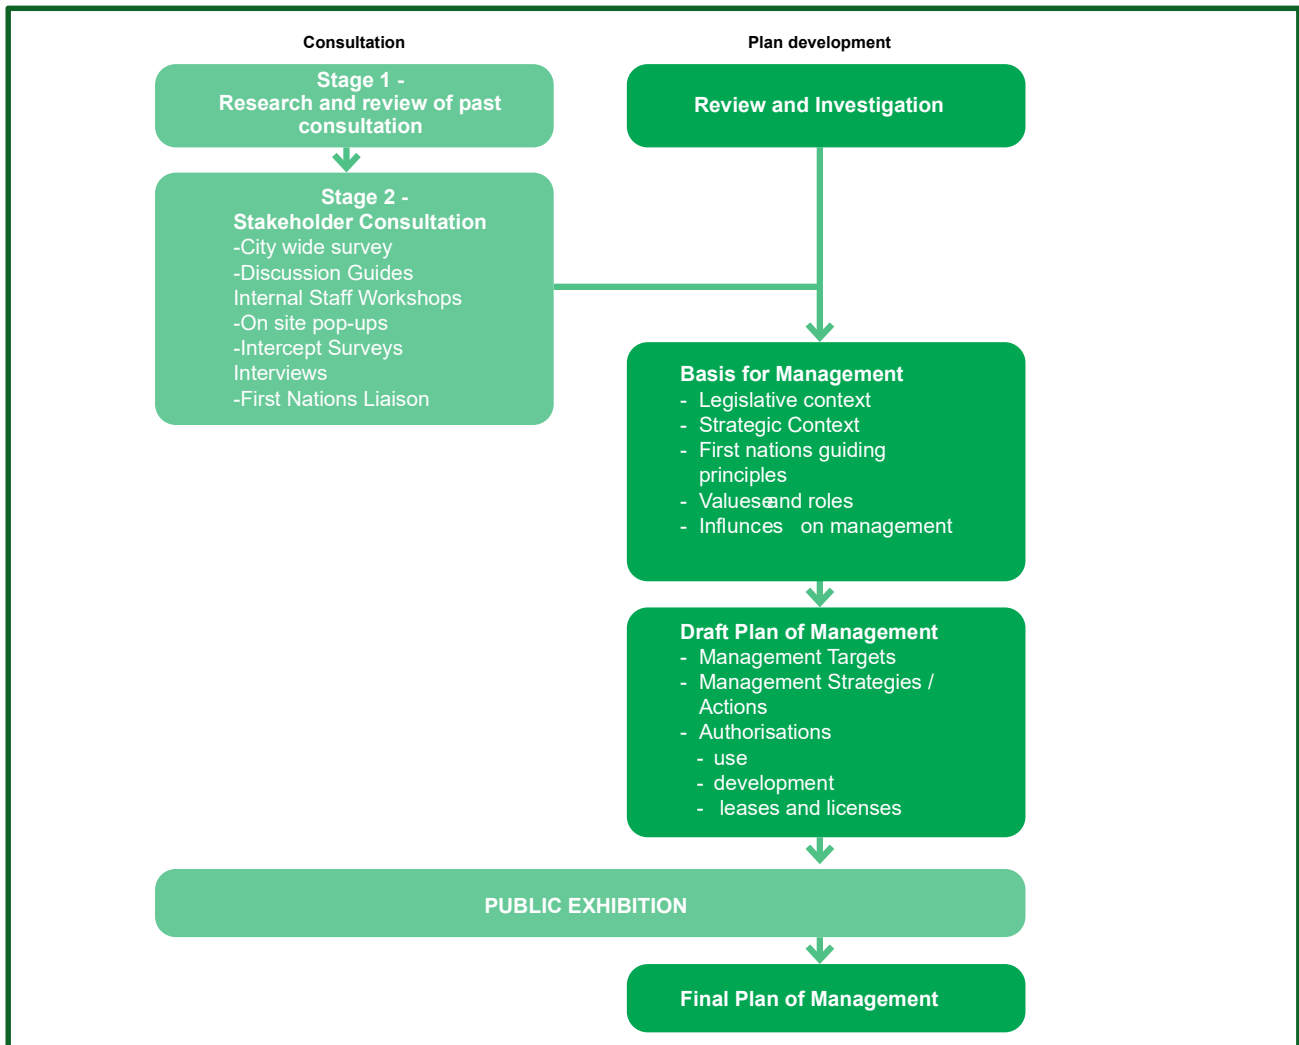 Consultation
Plan development
Stage 1 -
Research and review of past
consultation
Review and Investigation
Stage 2 -
Stakeholder Consultation
-City wide survey
-Discussion Guides
Internal Staff Workshops
-On site pop-ups
-Intercept Surveys
Interviews
-First Nations Liaison
Basis for Management
- Legislative context
- Strategic Context
- First nations guiding
principles
- Values and roles
- Influnces on management
Draft Plan of Management
- Management Targets
- Management Strategies /
Actions
- Authorisations
- use
- development
- leases and licenses
PUBLIC EXHIBITION
Final Plan of Management